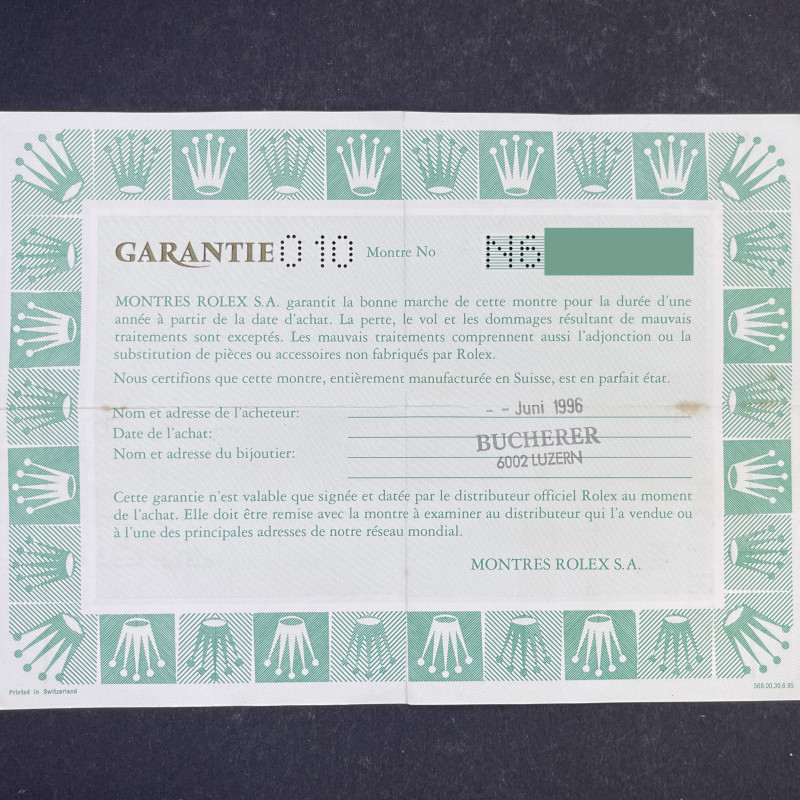 GARANTIE 010 Montre No N6
MONTRES ROLEX S.A. garantit la bonne marche de cette montre pour la durée d'une
année à partir de la date d'achat. La perte, le vol et les dommages résultant de mauvais
traitements sont exceptés. Les mauvais traitements comprennent aussi l'adjonction ou la
substitution de pièces ou accessoires non fabriqués par Rolex.
Nous certifions que cette montre, entièrement manufacturée en Suisse, est en parfait état.
Nom et adresse de l'acheteur:
Date de l'achat:
Nom et adresse du bijoutier:
-- Juni 1996
BUCHERER
6002 LUZERN
Cette garantie n'est valable que signée et datée par le distributeur officiel Rolex au moment
de l'achat. Elle doit être remise avec la montre à examiner au distributeur qui l'a vendue ou
à l'une des principales adresses de notre réseau mondial.
MONTRES ROLEX S.A.
Printed in Switzerland
568.00.30.6.95